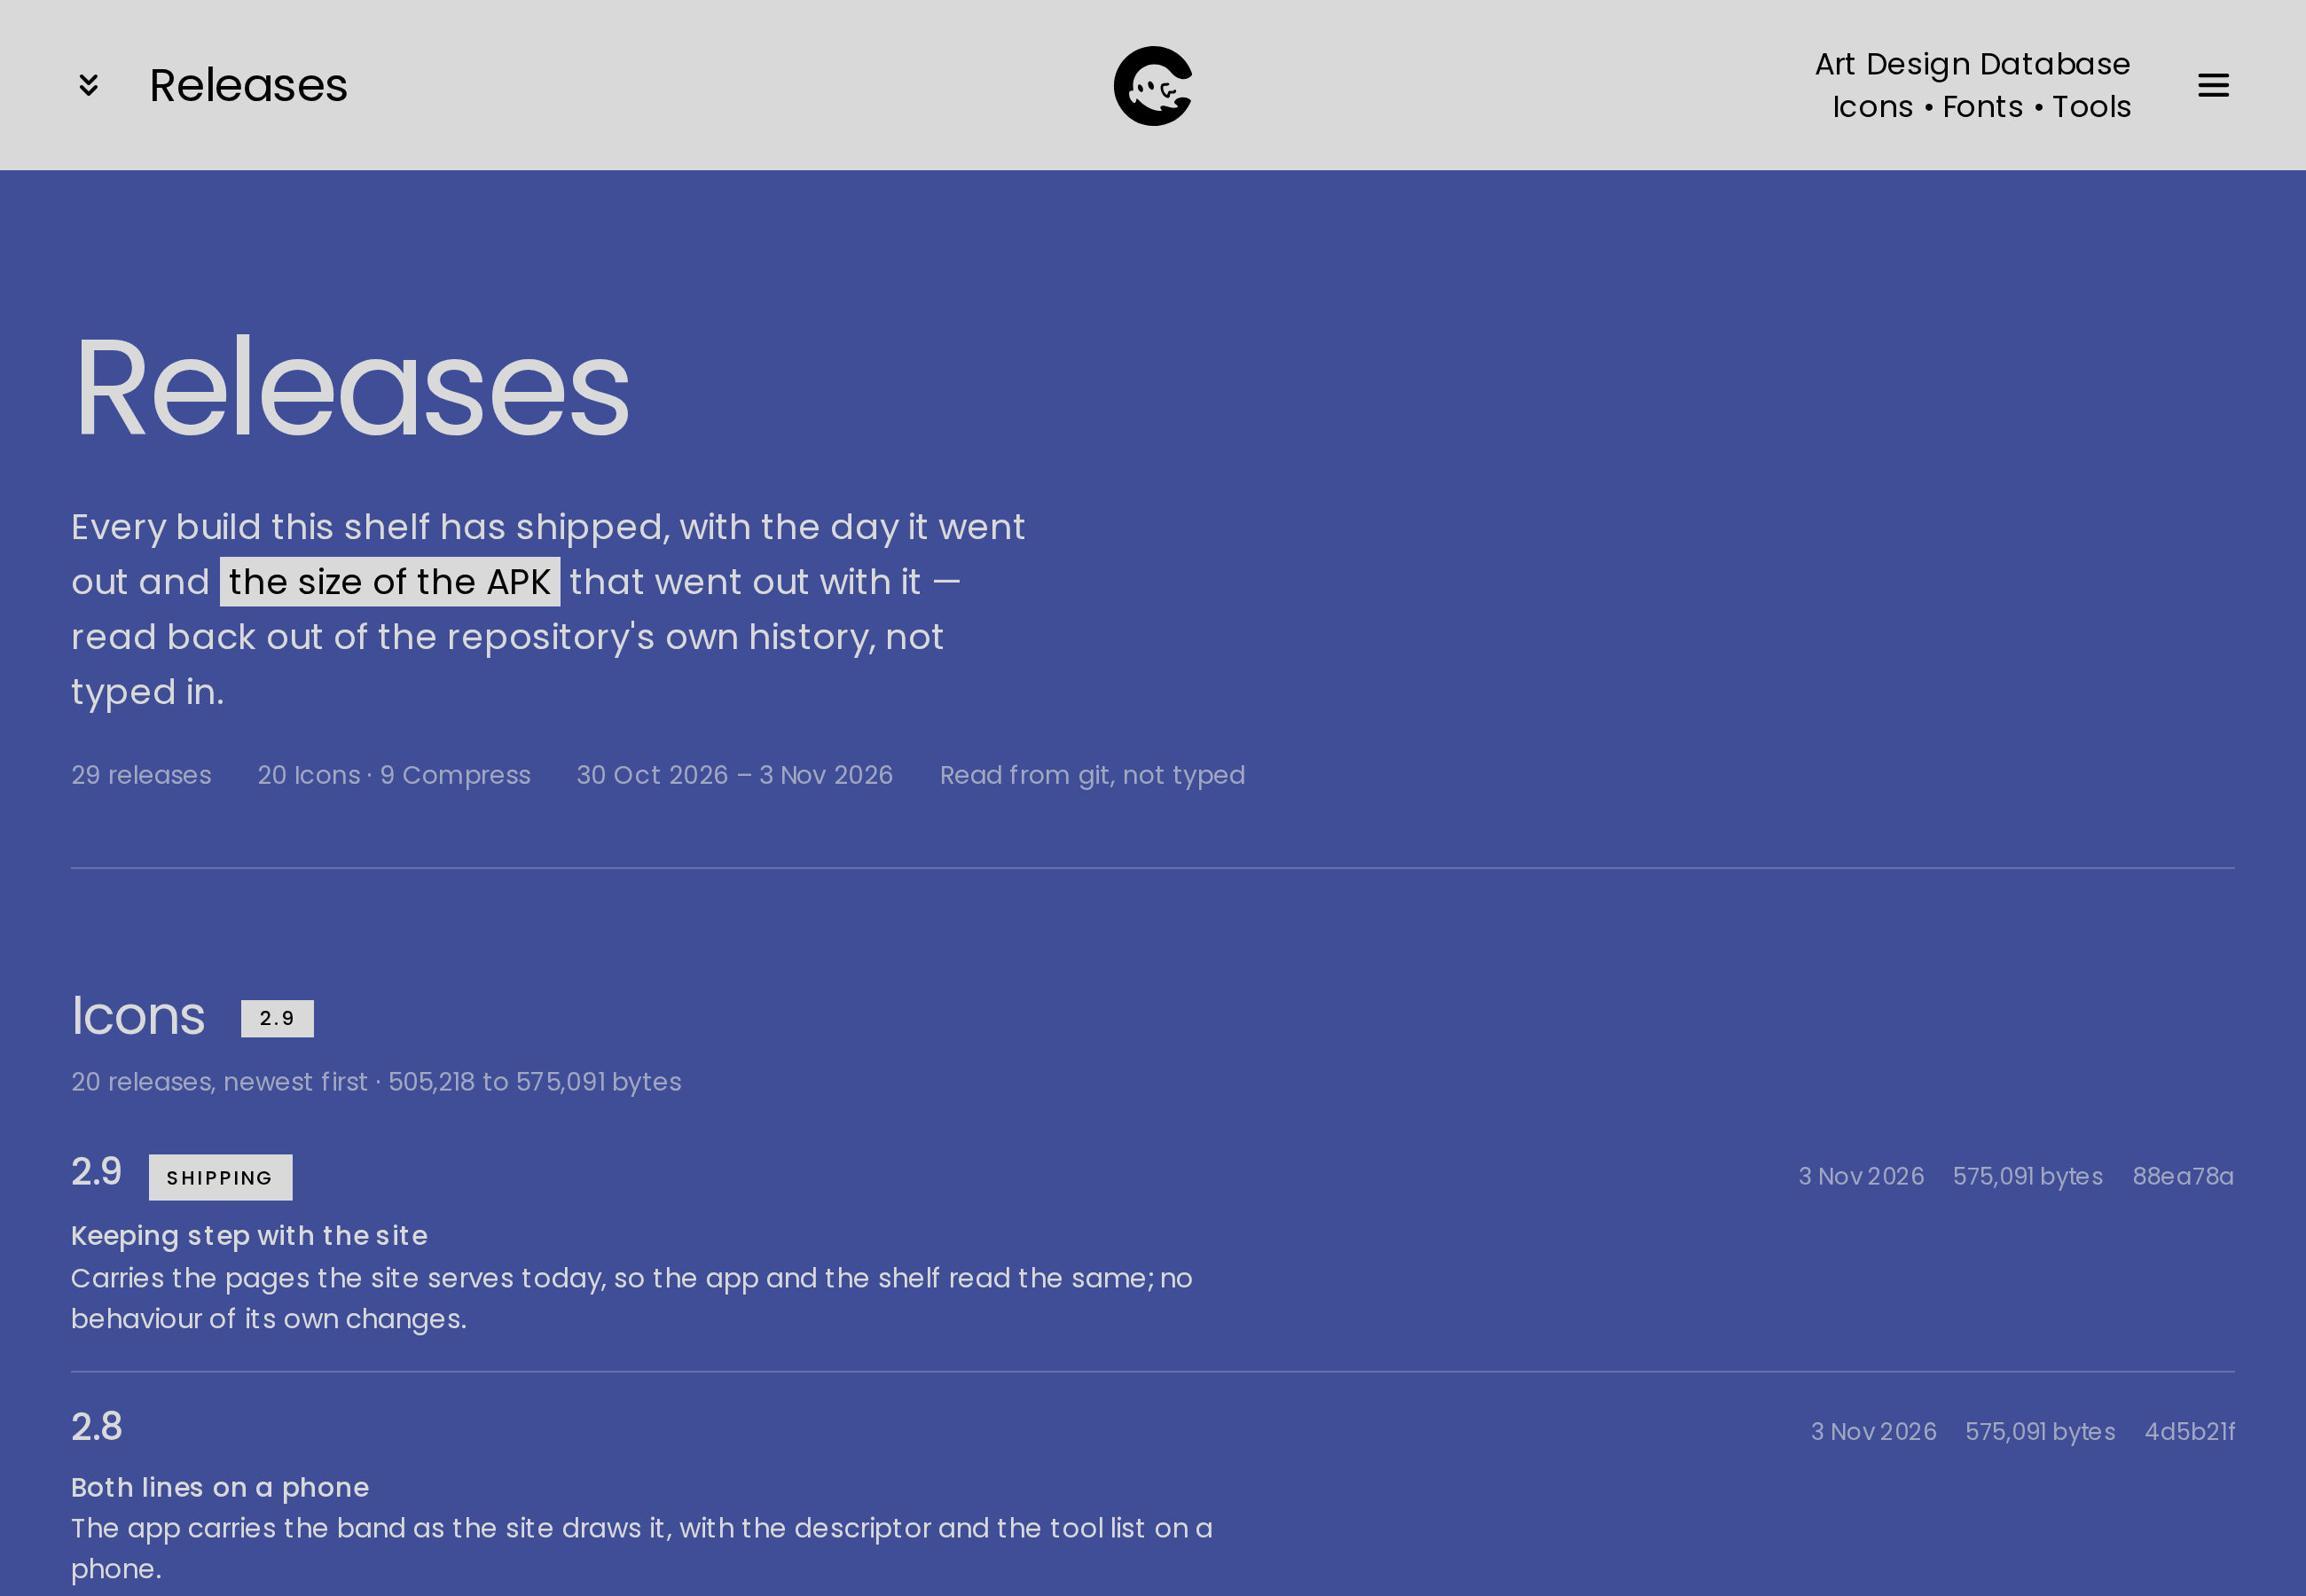 Releases
Art Design Database
Icons • Fonts • Tools
Releases
Every build this shelf has shipped, with the day it went
out and the size of the APK that went out with it —
read back out of the repository's own history, not
typed in.
29 releases 20 Icons · 9 Compress 30 Oct 2026 – 3 Nov 2026 Read from git, not typed
Icons 2.9
20 releases, newest first · 505,218 to 575,091 bytes
2.9 SHIPPING 3 Nov 2026 575,091 bytes 88ea78a
Keeping step with the site
Carries the pages the site serves today, so the app and the shelf read the same; no
behaviour of its own changes.
2.8 3 Nov 2026 575,091 bytes 4d5b21f
Both lines on a phone
The app carries the band as the site draws it, with the descriptor and the tool list on a
phone.